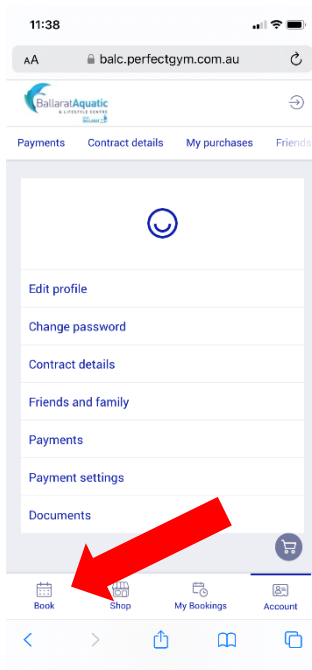 11:38
AA balc.perfectgym.com.au
BallaratAquatic
& LIFESTYLE CENTRE
Payments Contract details My purchases Friends
Edit profile
Change password
Contract details
Friends and family
Payments
Payment settings
Documents
Book Shop My Bookings Account